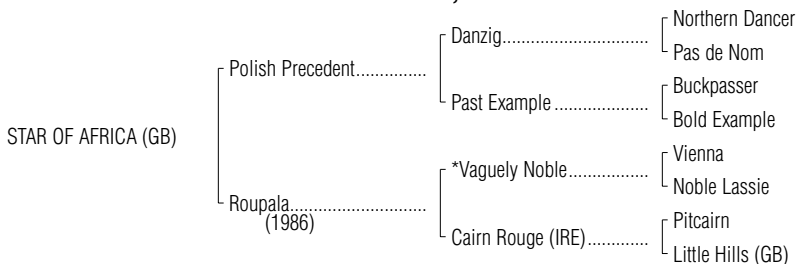 Northern Dancer
Danzig..............................
Pas de Nom
Polish Precedent...............
Buckpasser
Past Example ...................
Bold Example
STAR OF AFRICA (GB)
Vienna
*Vaguely Noble................
Noble Lassie
Roupala............................
(1986)
Pitcairn
Cairn Rouge (IRE).............
Little Hills (GB)